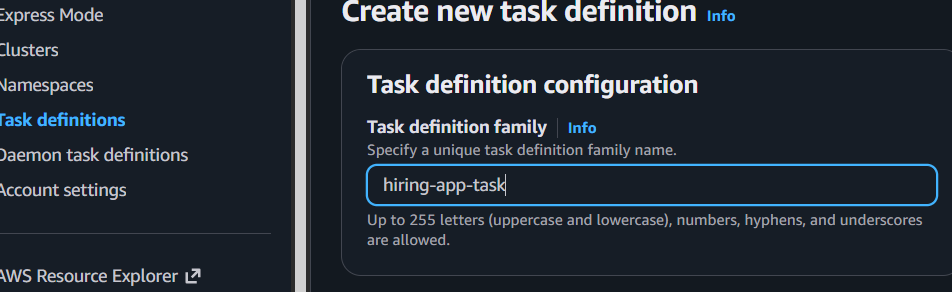 Express Mode
Clusters
Namespaces
Task definitions
Daemon task definitions
Account settings
AWS Resource Explorer
Create new task definition Info
Task definition configuration
Task definition family Info
Specify a unique task definition family name.
hiring-app-task
Up to 255 letters (uppercase and lowercase), numbers, hyphens, and underscores
are allowed.